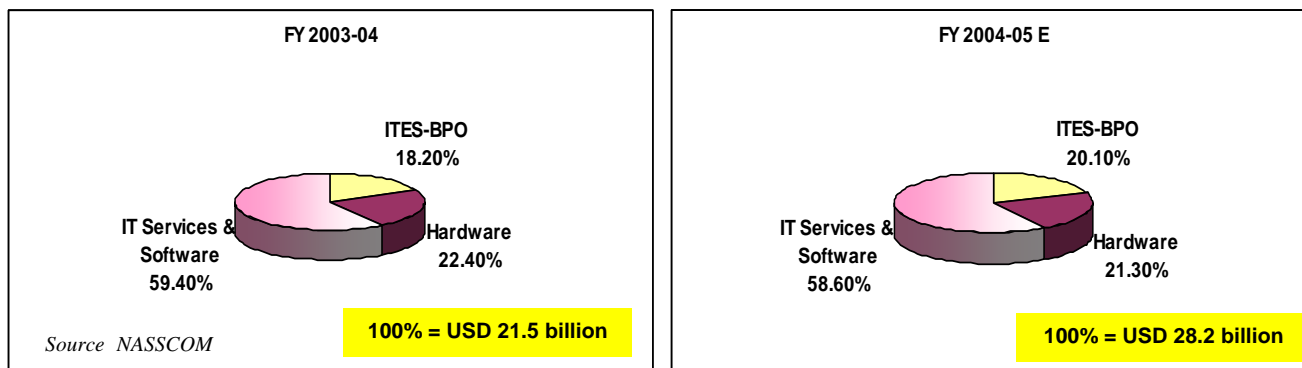 FY 2003-04
ITES-BPO
18.20%
IT Services &
Software
59.40%
Hardware
22.40%
100% = USD 21.5 billion
Source NASSCOM
FY 2004-05 E
ITES-BPO
20.10%
IT Services &
Software
58.60%
Hardware
21.30%
100% = USD 28.2 billion